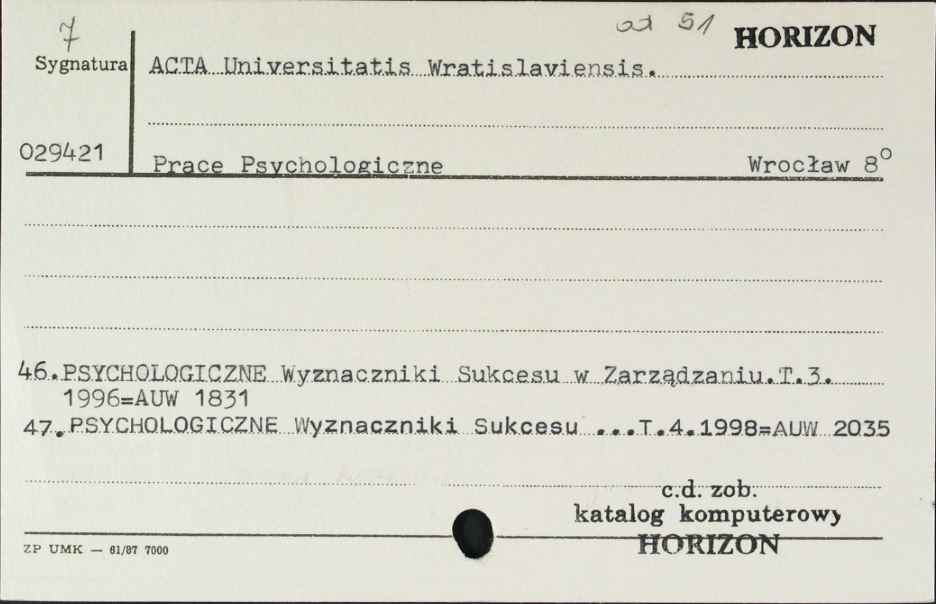 7
od 51 HORIZON
Sygnatura ACTA Universitatis Wratislaviensis.
029421 Prace Psychologiczne Wrocław 8°
46.PSYCHOLOGICZNE Wyznaczniki Sukcesu w Zarządzaniu.T.3.
1996=AUW 1831
47.PSYCHOLOGICZNE Wyznaczniki Sukcesu ...T.4.1998=AUW 2035
c.d. zob.
katalog komputerowy
HORIZON
ZP UMK — 61/87 7000